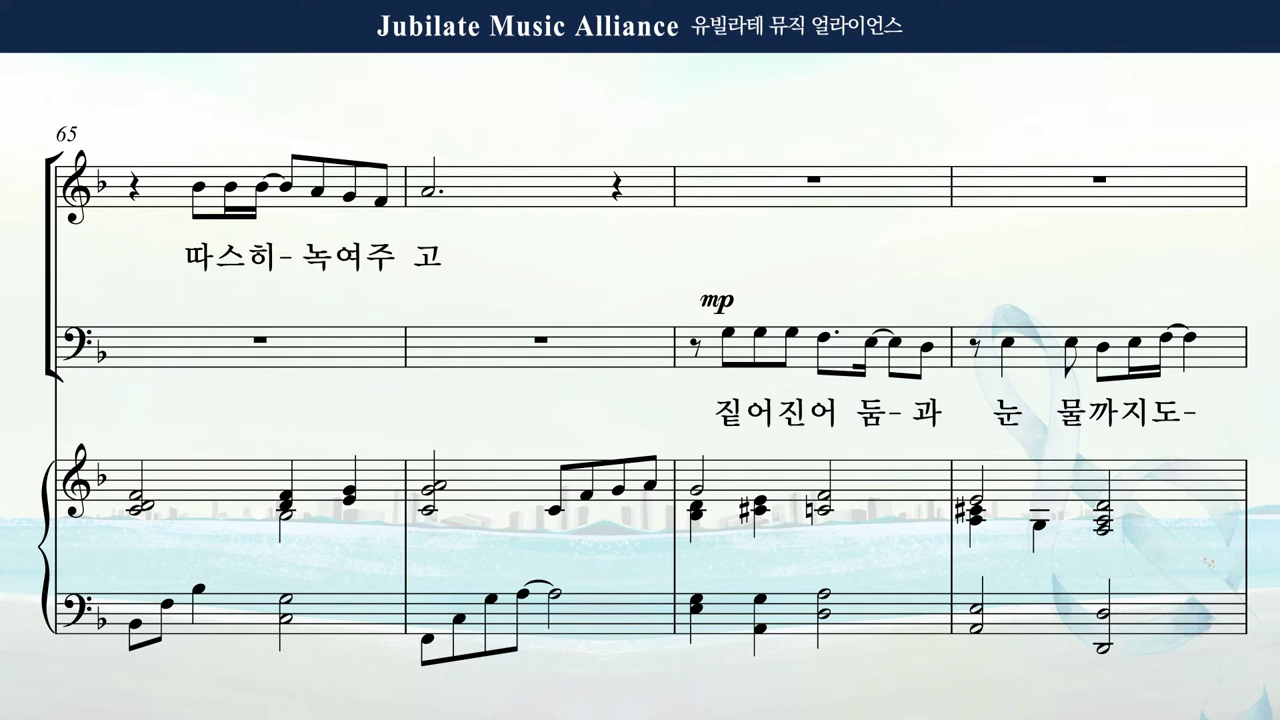 Jubilate Music Alliance 유빌라테 뮤직 얼라이언스
65
따스히- 녹여주 고
mp
짙어진어 둠- 과 눈 물까지도-